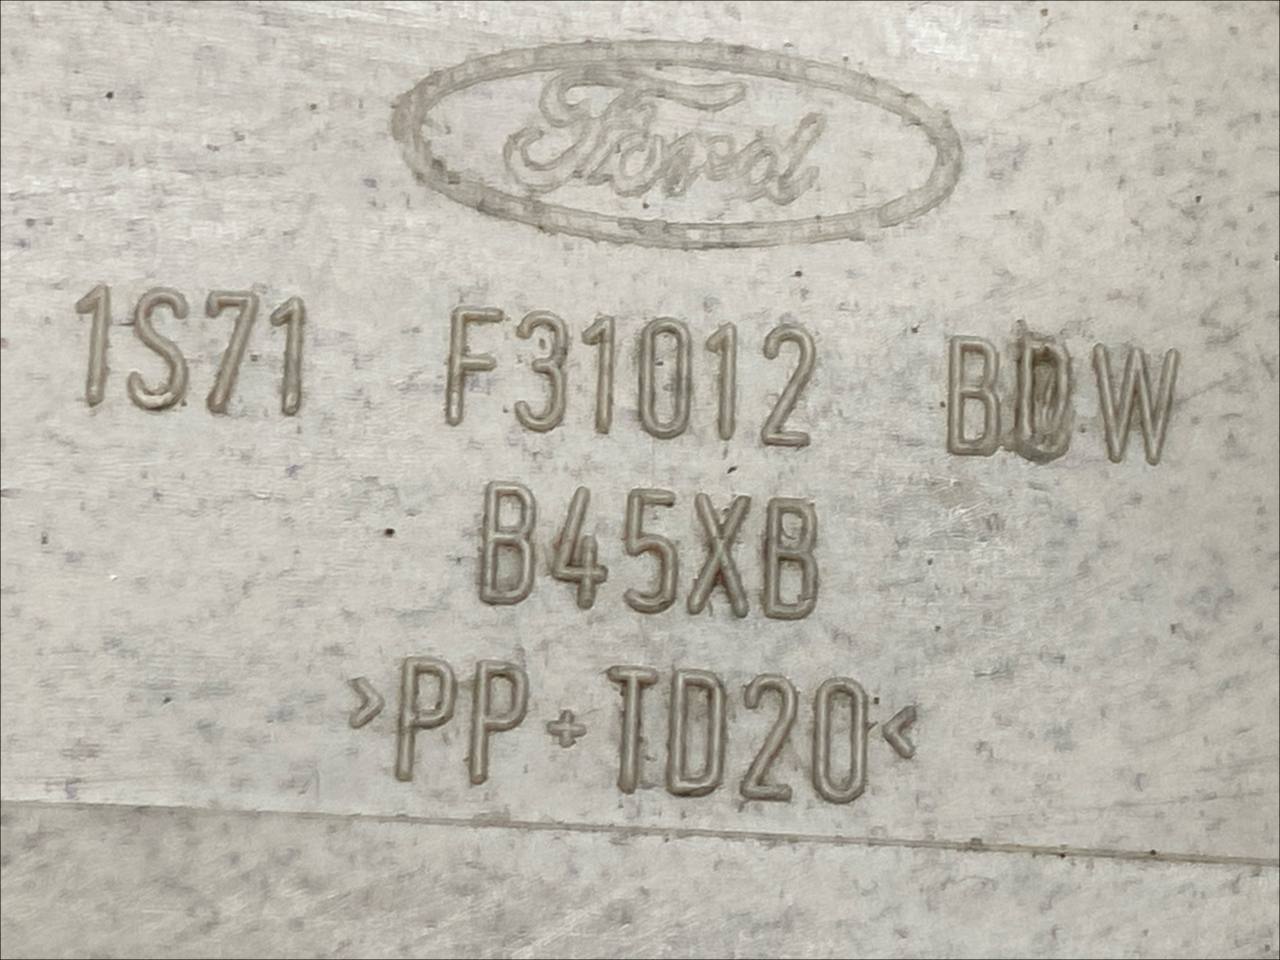 Ford
1S71 F31012 BDW
B45XB
>PP+TD20<